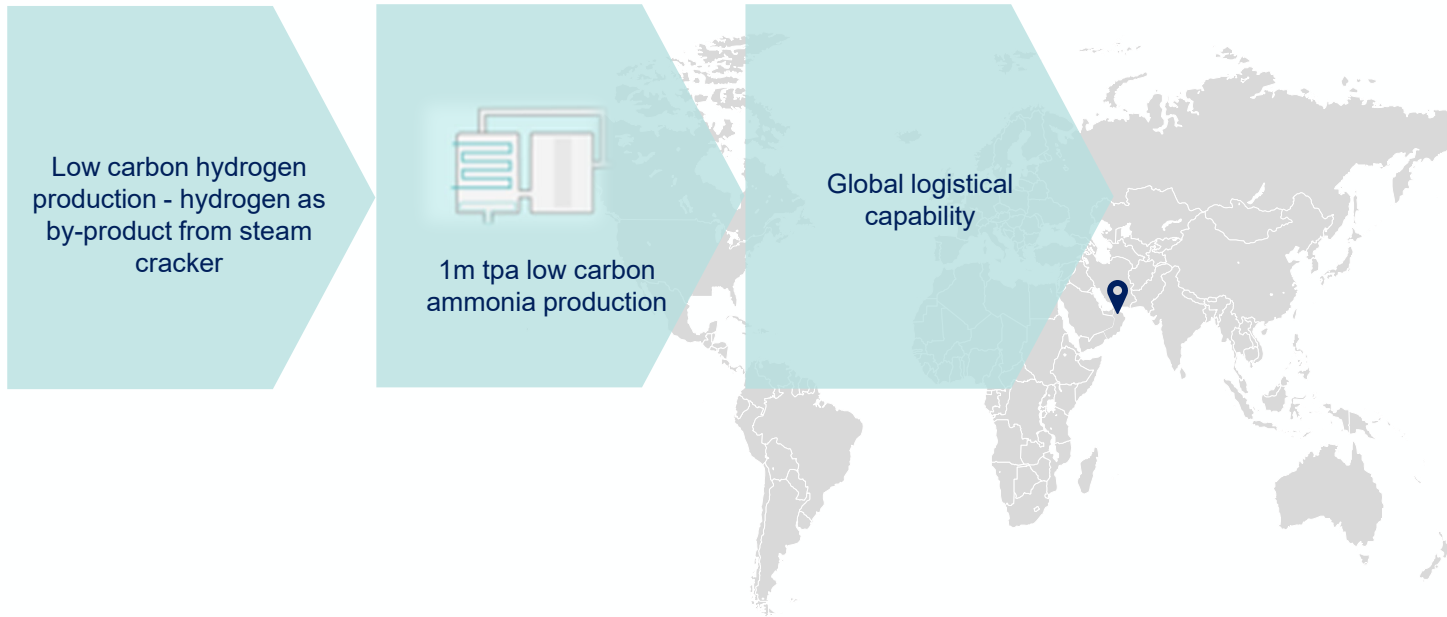 Low carbon hydrogen
production - hydrogen as
by-product from steam
cracker
1m tpa low carbon
ammonia production
Global logistical
capability